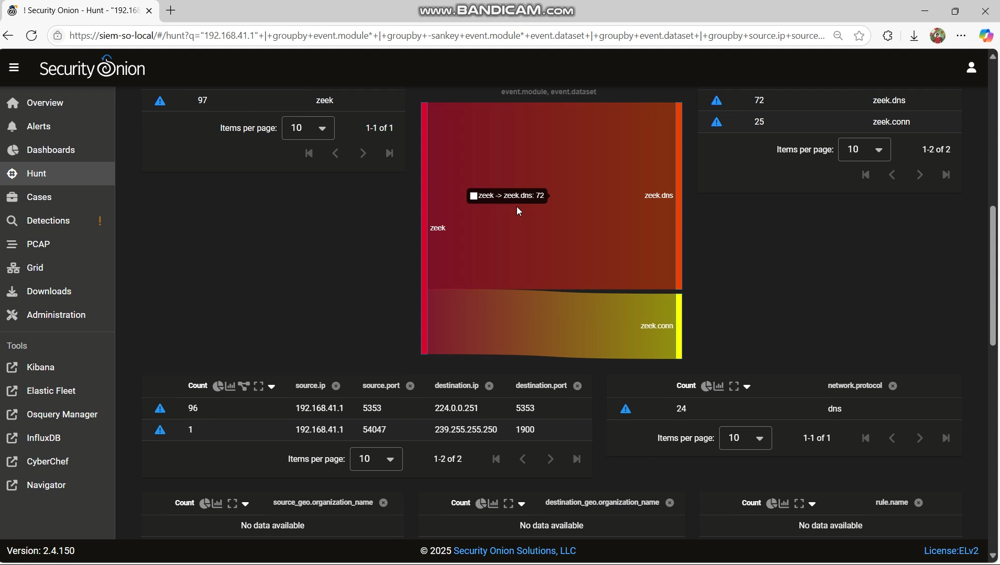 ! Security Onion - Hunt - "192.168
www.BANDICAM.com
https://siem-so-local/#/hunt?q="192.168.41.1"+|+groupby+event.module*+|+groupby+-sankey+event.module*+event.dataset+|+groupby+event.dataset+|+groupby+source.ip+source...
Security Onion
Overview
Alerts
Dashboards
Hunt
Cases
Detections !
PCAP
Grid
Downloads
Administration
Tools
Kibana
Elastic Fleet
Osquery Manager
InfluxDB
CyberChef
Navigator
97 zeek
Items per page: 10 1-1 of 1
event.module, event.dataset
zeek -> zeek.dns: 72
zeek.dns
zeek
zeek.conn
72 zeek.dns
25 zeek.conn
Items per page: 10 1-2 of 2
Count source.ip source.port destination.ip destination.port
96 192.168.41.1 5353 224.0.0.251 5353
1 192.168.41.1 54047 239.255.255.250 1900
Items per page: 10 1-2 of 2
Count network.protocol
24 dns
Items per page: 10 1-1 of 1
Count source_geo.organization_name
No data available
Count destination_geo.organization_name
No data available
Count rule.name
No data available
Version: 2.4.150
© 2025 Security Onion Solutions, LLC
License:ELv2